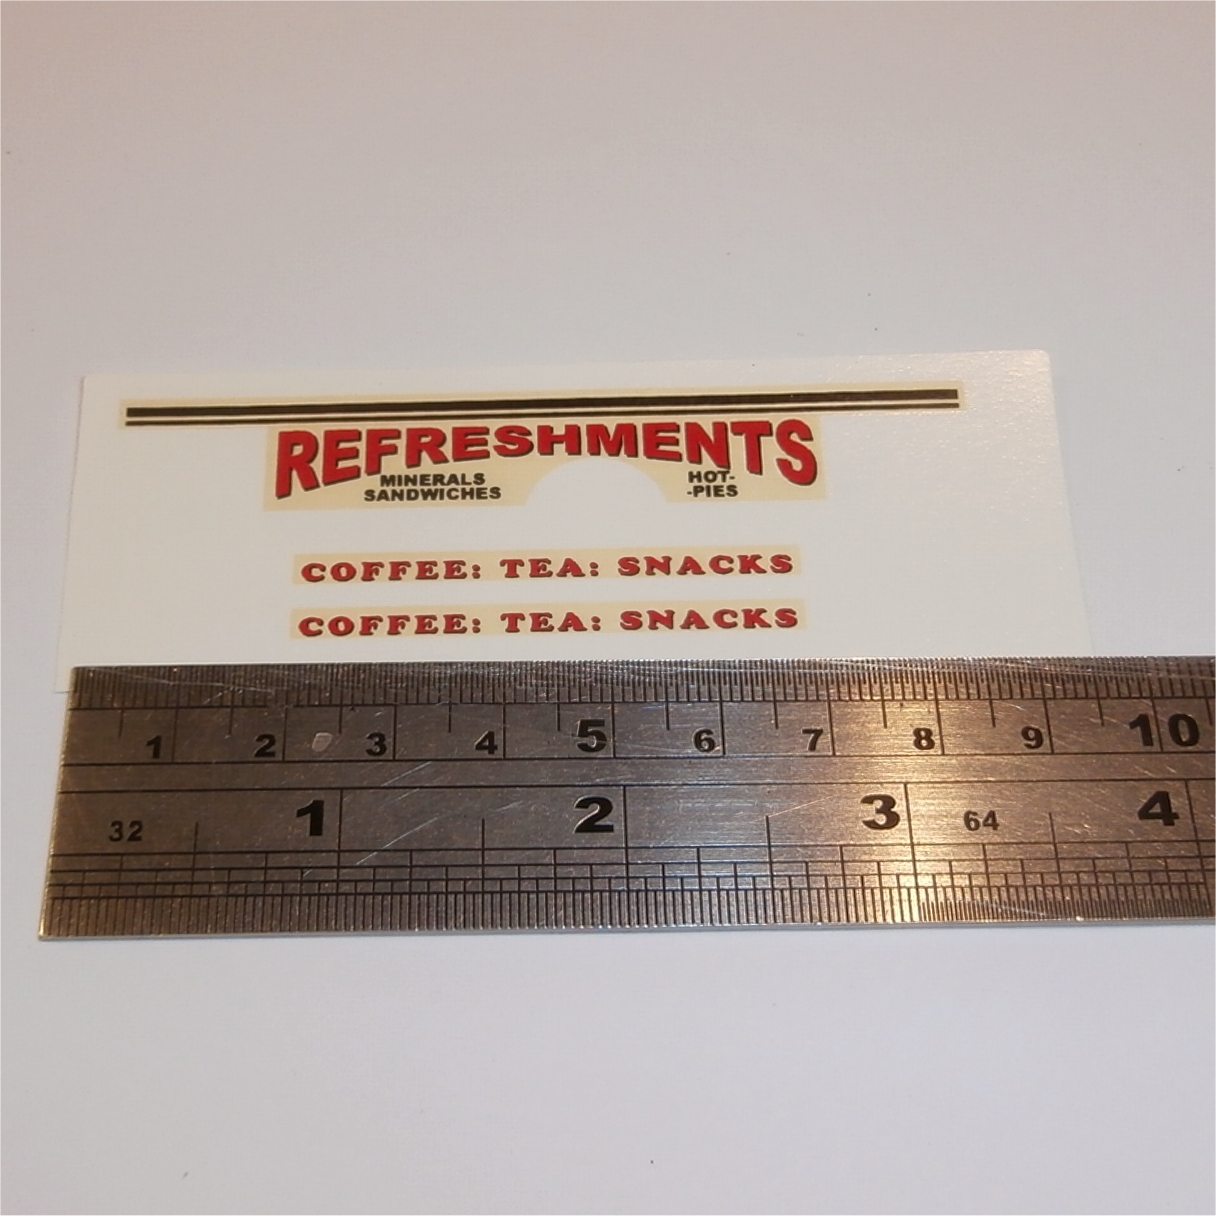 REFRESHMENTS
MINERALS
SANDWICHES
HOT-
-PIES
COFFEE: TEA: SNACKS
COFFEE: TEA: SNACKS
1 2 3 4 5 6 7 8 9 10
1 2 3 4
32 64